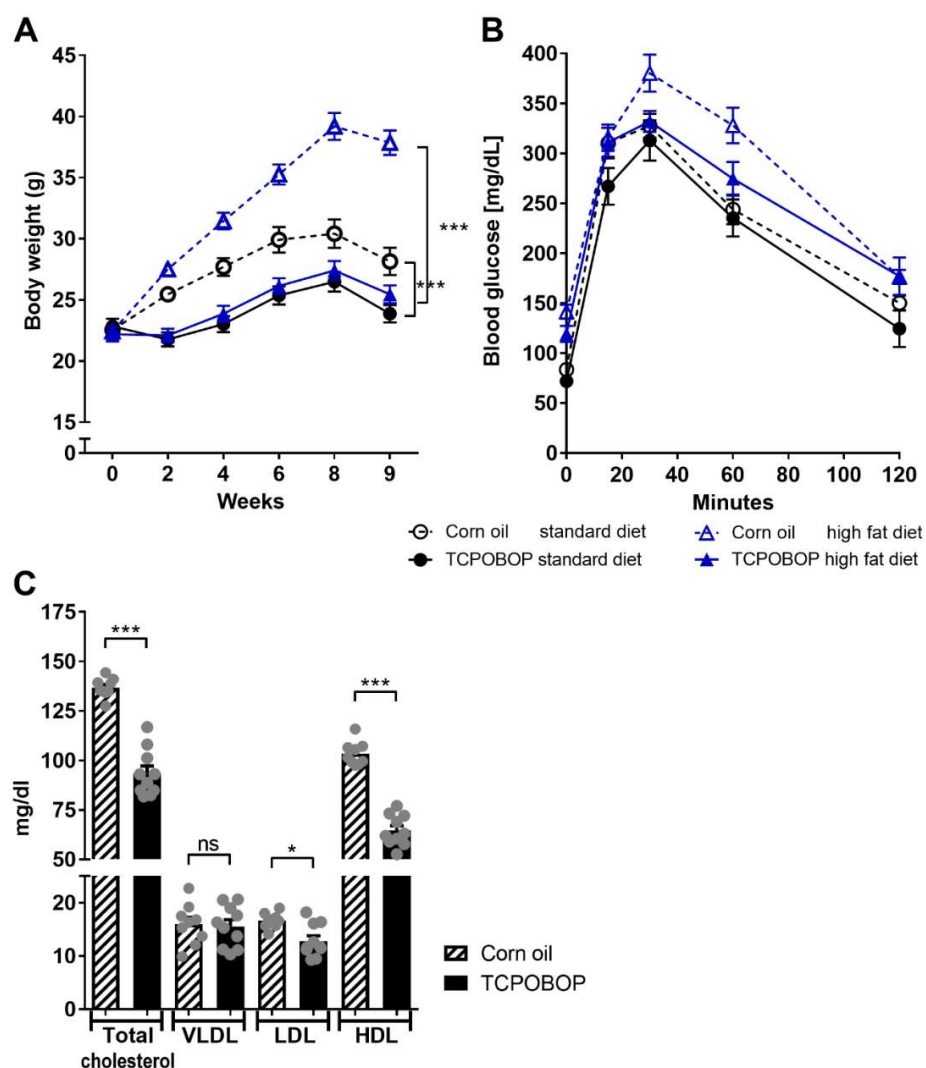 A
B
45
40
35
30
25
20
15
0
Body weight (g)
***
***
0 2 4 6 8 9
Weeks
400
350
300
250
200
150
100
50
0
Blood glucose [mg/dL]
0 20 40 60 80 100 120
Minutes
Corn oil standard diet
Corn oil high fat diet
TCPOBOP standard diet
TCPOBOP high fat diet
C
175
150
125
100
75
50
20
10
0
mg/dl
***
ns
*
***
Corn oil
TCPOBOP
Total cholesterol
VLDL
LDL
HDL